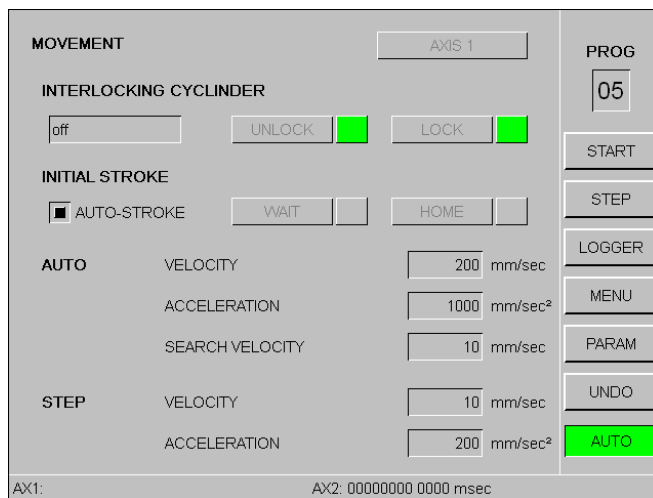 MOVEMENT
AXIS 1
INTERLOCKING CYCLINDER
off
UNLOCK
LOCK
INITIAL STROKE
AUTO-STROKE
WAIT
HOME
AUTO
VELOCITY
200 mm/sec
ACCELERATION
1000 mm/sec²
SEARCH VELOCITY
10 mm/sec
STEP
VELOCITY
10 mm/sec
ACCELERATION
200 mm/sec²
PROG
05
START
STEP
LOGGER
MENU
PARAM
UNDO
AUTO
AX1:
AX2: 00000000 0000 msec